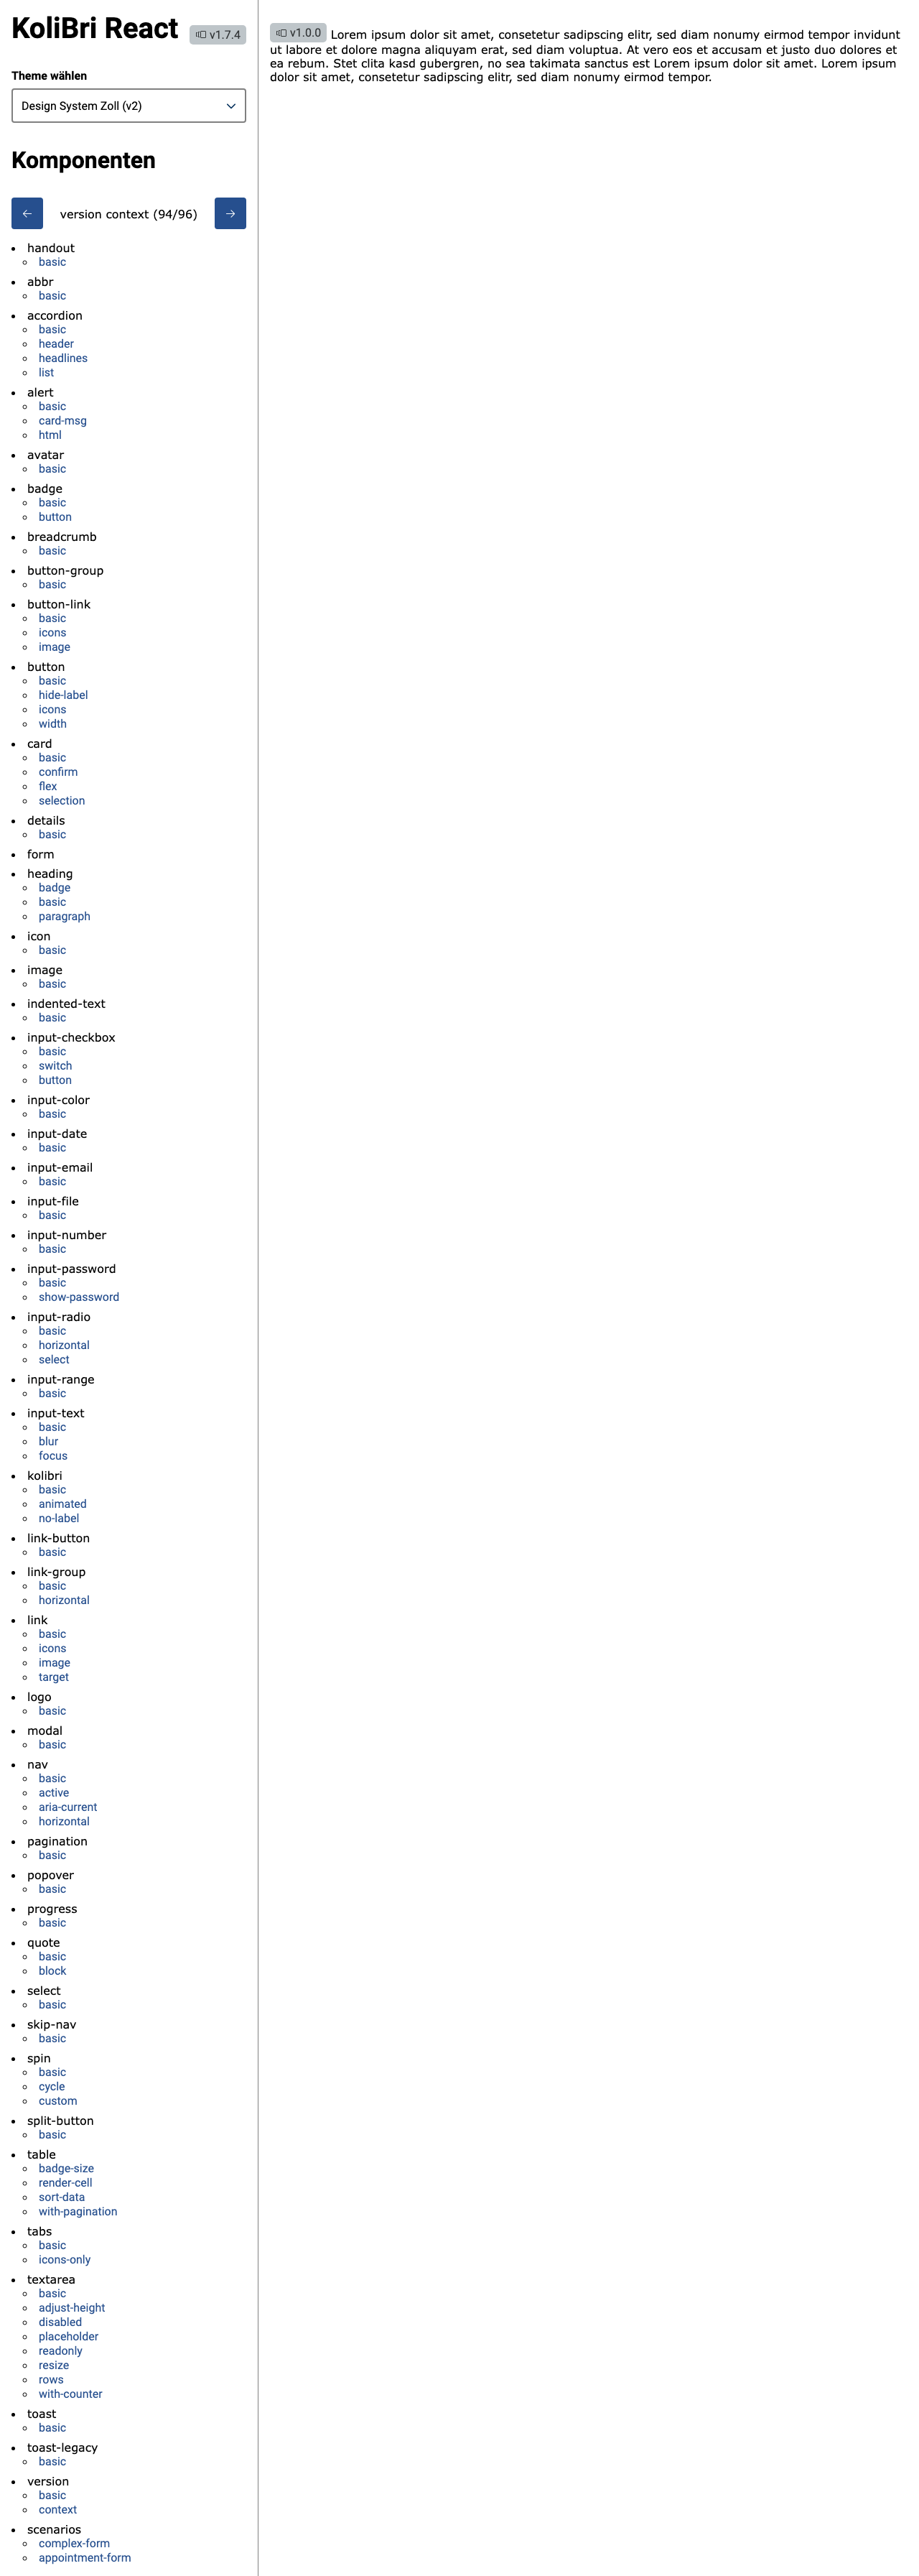 KoliBri React v1.7.4
Theme wählen
Design System Zoll (v2)
Komponenten
version context (94/96)
handout
basic
abbr
basic
accordion
basic
header
headlines
list
alert
basic
card-msg
html
avatar
basic
badge
basic
button
breadcrumb
basic
button-group
basic
button-link
basic
icons
image
button
basic
hide-label
icons
width
card
basic
confirm
flex
selection
details
basic
form
heading
badge
basic
paragraph
icon
basic
image
basic
indented-text
basic
input-checkbox
basic
switch
button
input-color
basic
input-date
basic
input-email
basic
input-file
basic
input-number
basic
input-password
basic
show-password
input-radio
basic
horizontal
select
input-range
basic
input-text
basic
blur
focus
kolibri
basic
animated
no-label
link-button
basic
link-group
basic
horizontal
link
basic
icons
image
target
logo
basic
modal
basic
nav
basic
active
aria-current
horizontal
pagination
basic
popover
basic
progress
basic
quote
basic
block
select
basic
skip-nav
basic
spin
basic
cycle
custom
split-button
basic
table
badge-size
render-cell
sort-data
with-pagination
tabs
basic
icons-only
textarea
basic
adjust-height
disabled
placeholder
readonly
resize
rows
with-counter
toast
basic
toast-legacy
basic
version
basic
context
scenarios
complex-form
appointment-form
v1.0.0 Lorem ipsum dolor sit amet, consetetur sadipscing elitr, sed diam nonumy eirmod tempor invidunt
ut labore et dolore magna aliquyam erat, sed diam voluptua. At vero eos et accusam et justo duo dolores et
ea rebum. Stet clita kasd gubergren, no sea takimata sanctus est Lorem ipsum dolor sit amet. Lorem ipsum
dolor sit amet, consetetur sadipscing elitr, sed diam nonumy eirmod tempor.